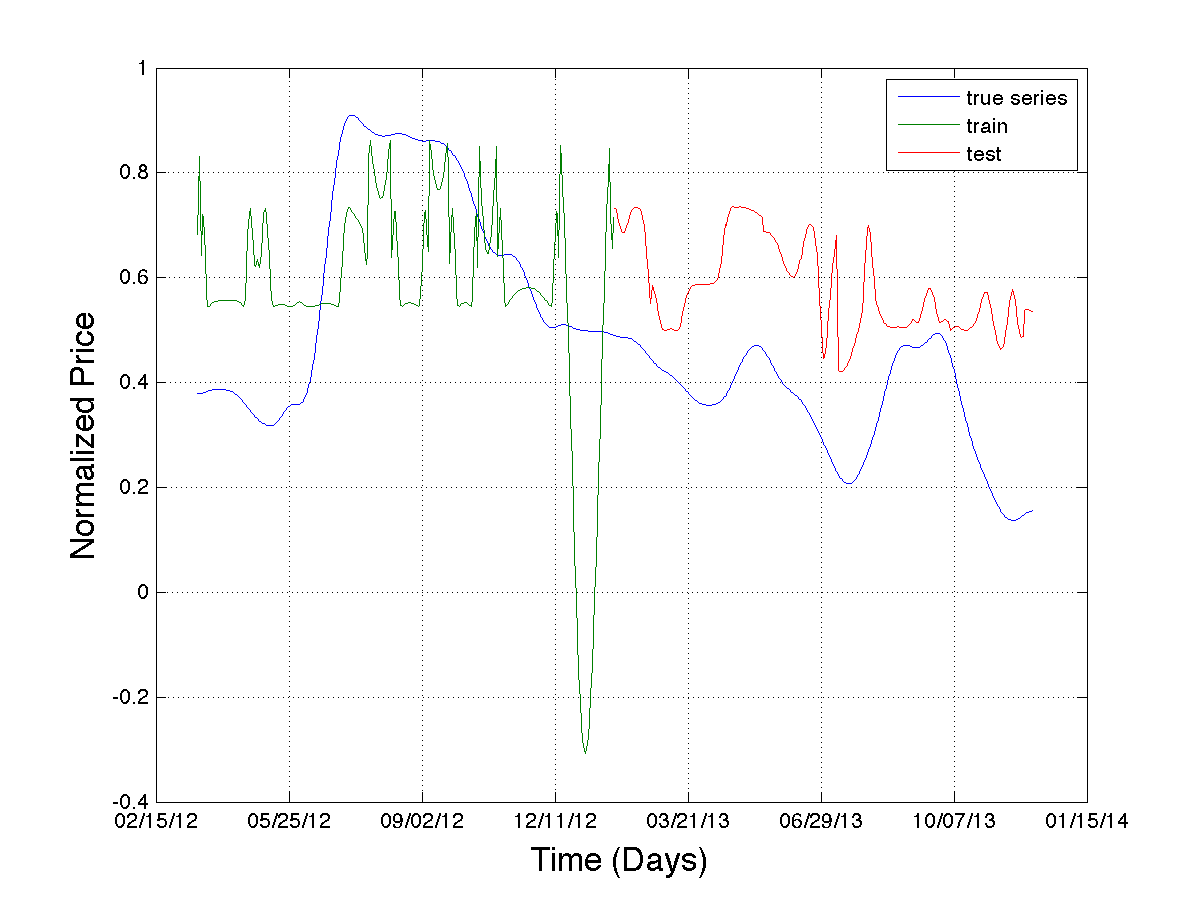 1
0.8
0.6
0.4
0.2
0
-0.2
-0.4
Normalized Price
true series
train
test
02/15/12 05/25/12 09/02/12 12/11/12 03/21/13 06/29/13 10/07/13 01/15/14
Time (Days)